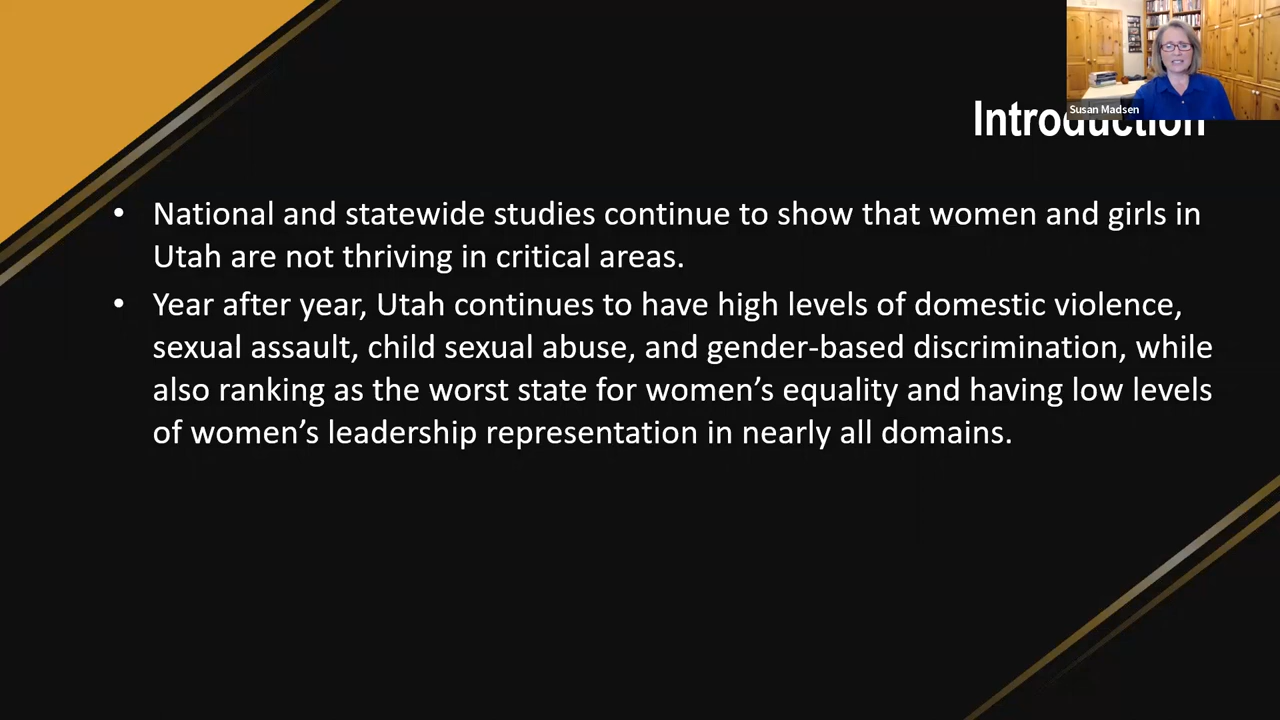 Susan Madsen
Introduction
• National and statewide studies continue to show that women and girls in
Utah are not thriving in critical areas.
• Year after year, Utah continues to have high levels of domestic violence,
sexual assault, child sexual abuse, and gender-based discrimination, while
also ranking as the worst state for women’s equality and having low levels
of women’s leadership representation in nearly all domains.